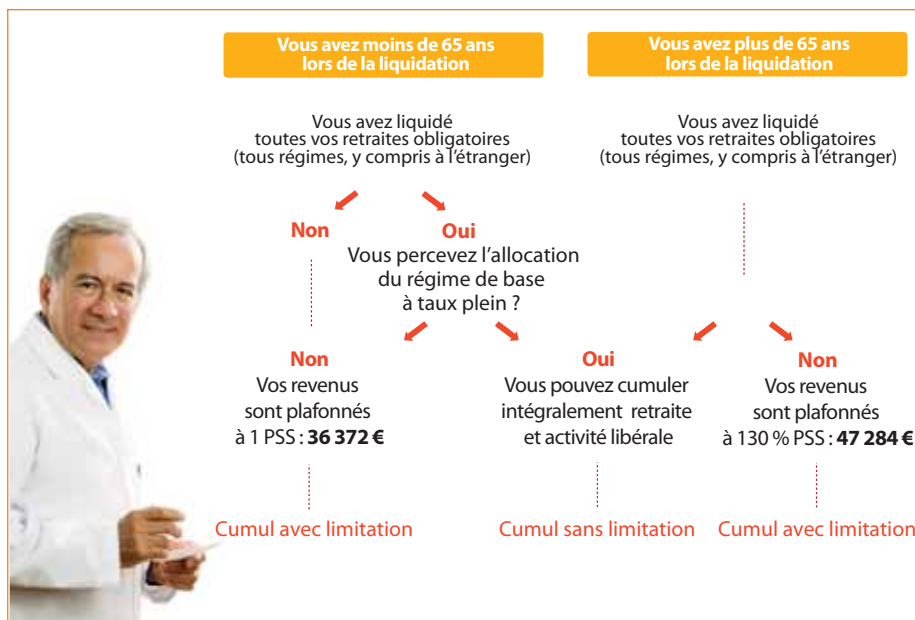 Vous avez moins de 65 ans
lors de la liquidation
Vous avez plus de 65 ans
lors de la liquidation
Vous avez liquidé
toutes vos retraites obligatoires
(tous régimes, y compris à l'étranger)
Vous avez liquidé
toutes vos retraites obligatoires
(tous régimes, y compris à l'étranger)
Non
Oui
Vous percevez l'allocation
du régime de base
à taux plein ?
Non
Vos revenus
sont plafonnés
à 1 PSS : 36 372 €
Oui
Vous pouvez cumuler
intégralement retraite
et activité libérale
Non
Vos revenus
sont plafonnés
à 130 % PSS : 47 284 €
Cumul avec limitation
Cumul sans limitation
Cumul avec limitation